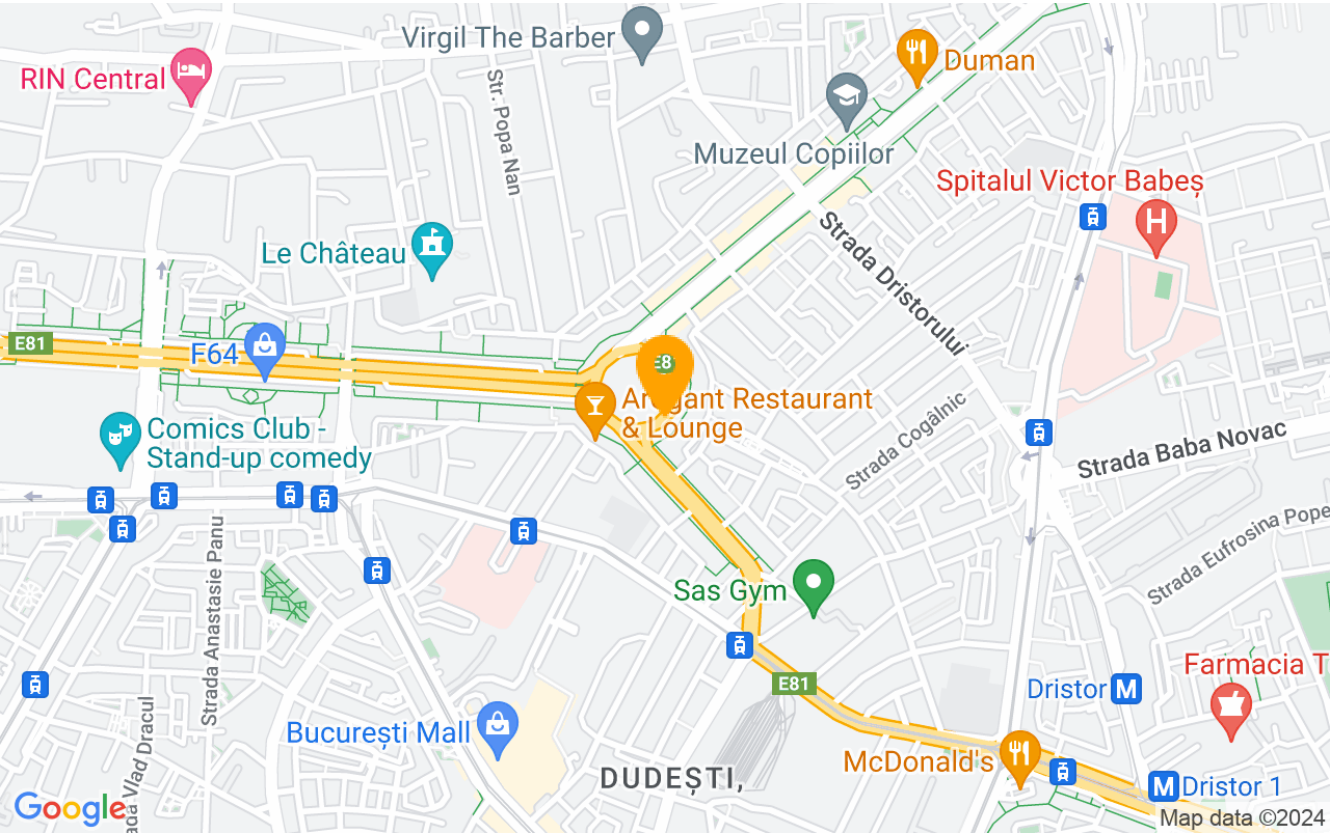 Virgil The Barber
Duman
RIN Central
Str. Popa Nan
Muzeul Copiilor
Spitalul Victor Babeș
H
Le Château
Strada Dristorului
E81
F64
E8
& Lounge
Restaurant
Strada Cogâlnic
Comics Club -
Stand-up comedy
Strada Baba Novac
Strada Anastasie Panu
Strada Eufrosina Pope
Sas Gym
E81
Farmacia T
Dristor M
București Mall
Vlad Dracul
DUDEȘTI,
McDonald's
M Dristor 1
Google
Map data ©2024